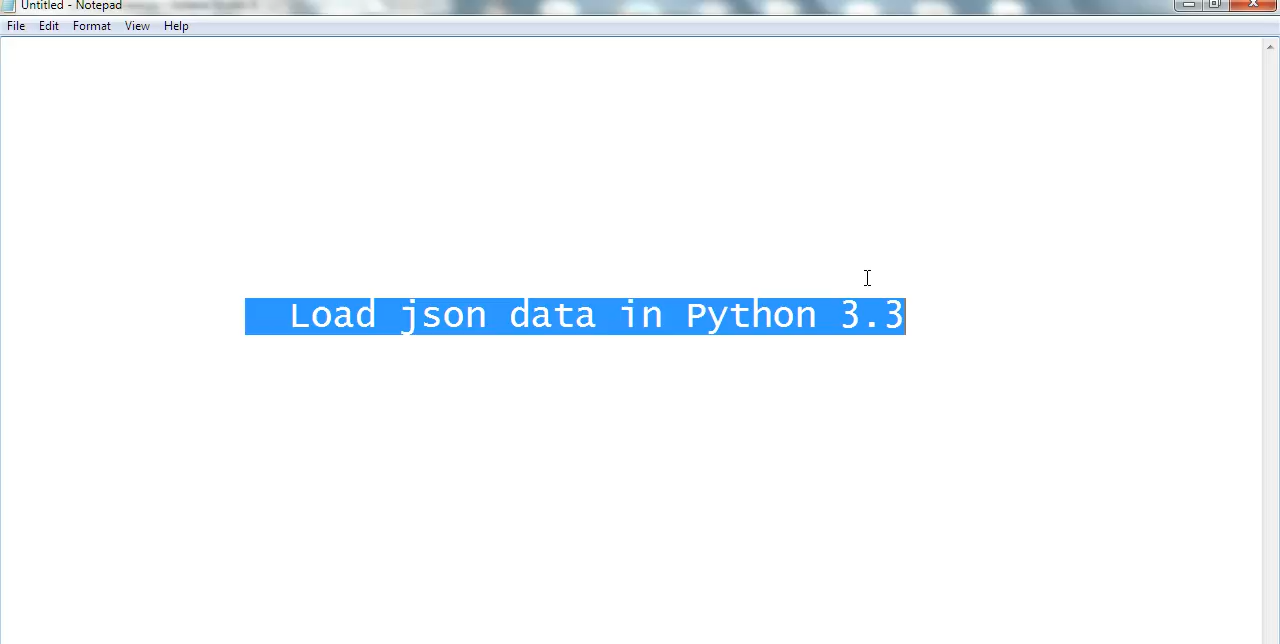 Untitled - Notepad
File Edit Format View Help
Load json data in Python 3.3